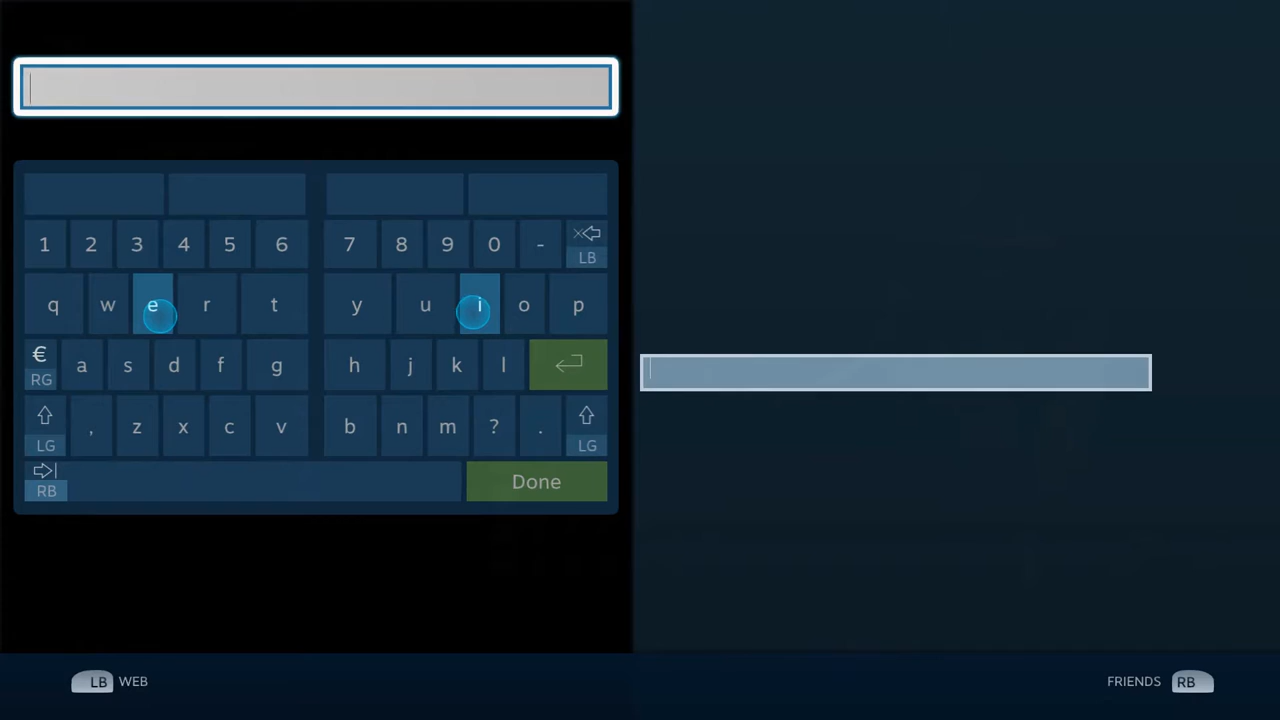 1 2 3 4 5 6 7 8 9 0 - LB
q w e r t y u i o p
€ RG a s d f g h j k l
LG , z x c v b n m ? . LG
RB Done
LB WEB
FRIENDS RB